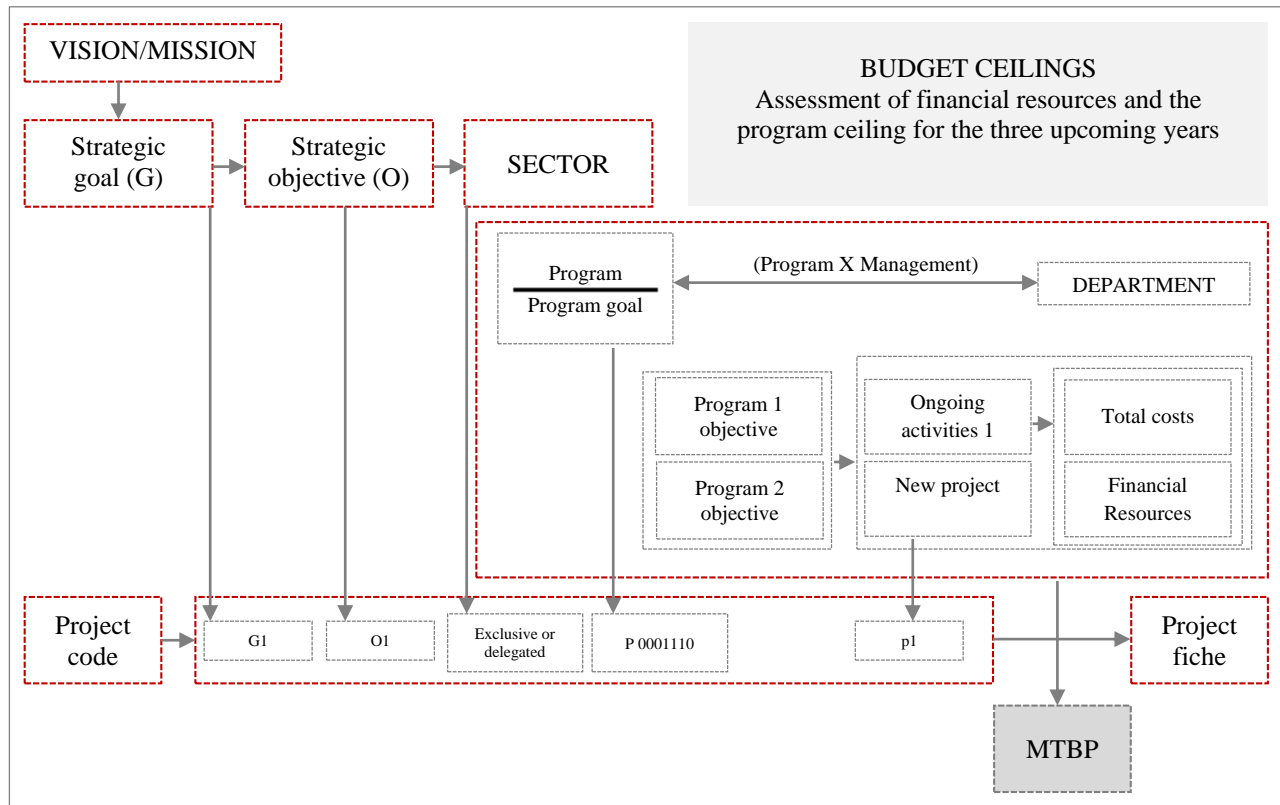 VISION/MISSION
BUDGET CEILINGS
Assessment of financial resources and the
program ceiling for the three upcoming years
Strategic
goal (G)
Strategic
objective (O)
SECTOR
Program
Program goal
(Program X Management)
DEPARTMENT
Program 1
objective
Ongoing
activities 1
Total costs
Program 2
objective
New project
Financial
Resources
Project
code
G1
O1
Exclusive or
delegated
P 0001110
p1
Project
fiche
MTBP